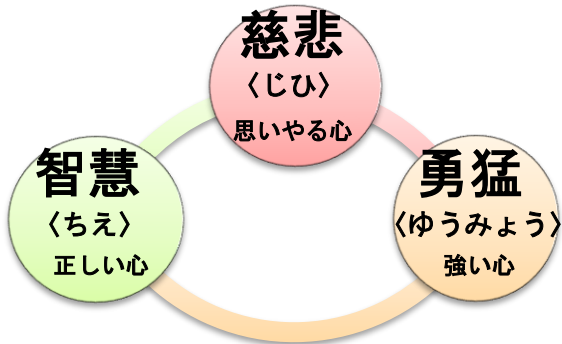 慈悲
〈じひ〉
思いやる心
智慧
〈ちえ〉
正しい心
勇猛
〈ゆうみょう〉
強い心